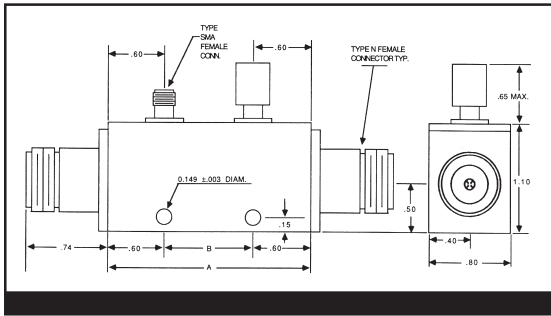 TYPE
SMA
FEMALE
CONN.
.60
.60
TYPE N FEMALE
CONNECTOR TYP.
.65 MAX.
0.149 ±.003 DIAM.
1.10
.50
.15
.74
.60
B
.60
.40
A
.80